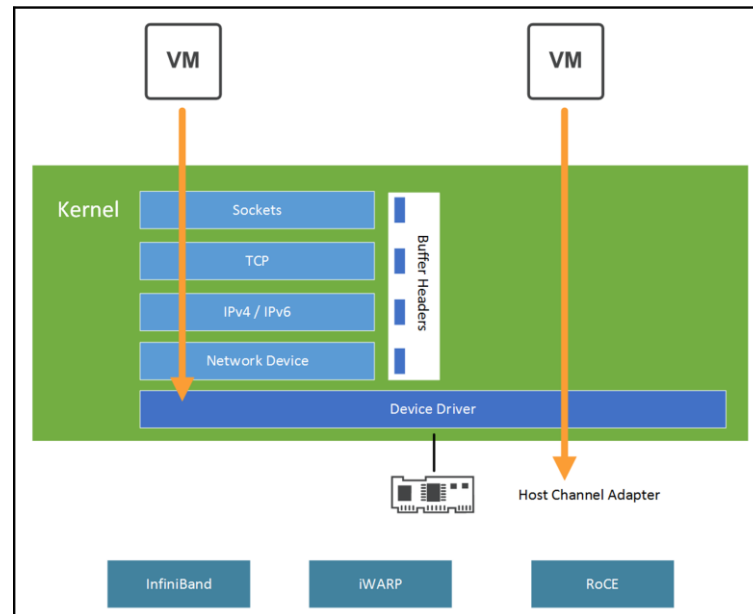 VM
VM
Kernel
Sockets
TCP
IPv4 / IPv6
Network Device
Buffer Headers
Device Driver
Host Channel Adapter
InfiniBand
iWARP
RoCE